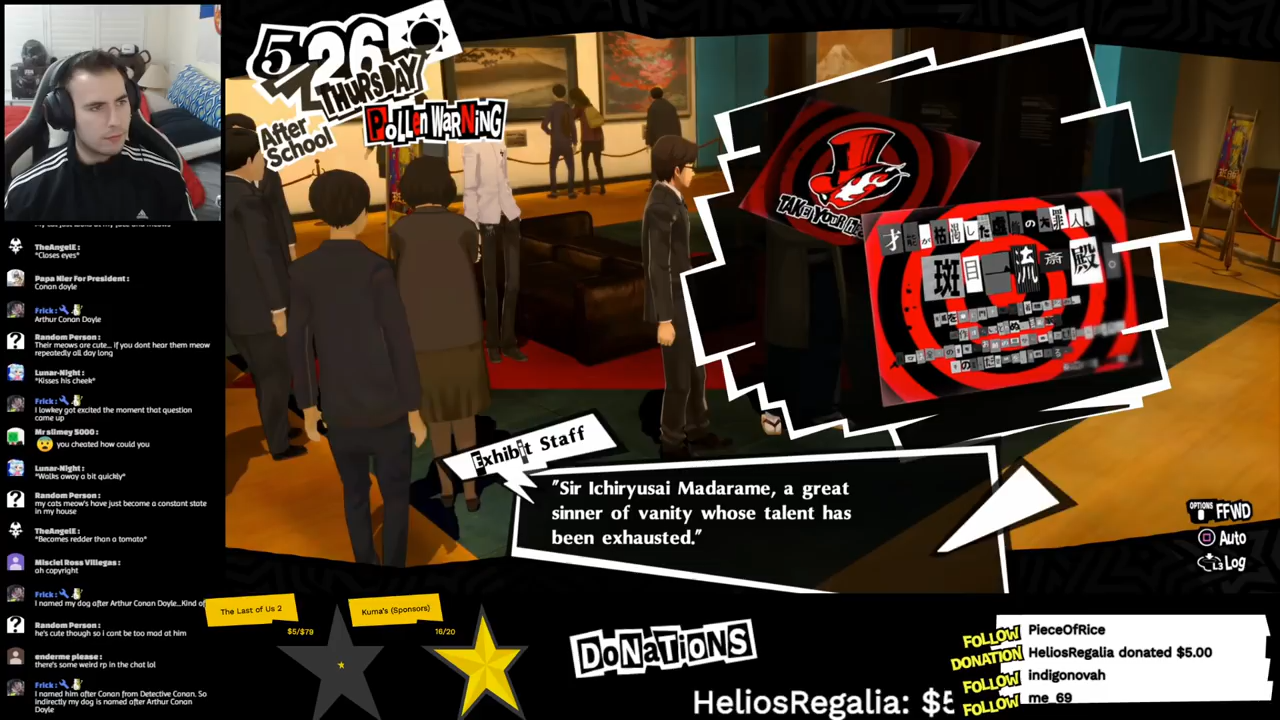 5/26
THURSDAY
After
School
Pollen Warning
TAKE YOUR
才能が枯渇した虚飾の大罪人、
斑目一流斎殿
Exhibit Staff
"Sir Ichiryusai Madarame, a great
sinner of vanity whose talent has
been exhausted."
OPTIONS FFWD
Auto
L3 Log
TheAngelE :
*Closes eyes*
Papa Nier For President :
Conan doyle
Frick :
Arthur Conan Doyle
Random Person :
Their meows are cute... if you dont hear them meow
repeatedly all day long
Lunar-Night :
*Kisses his cheek*
Frick :
I lowkey got excited the moment that question
came up
Mr slimey 5000 :
you cheated how could you
Lunar-Night :
*Walks away a bit quickly*
Random Person :
my cats meow's have just become a constant state
in my house
TheAngelE :
*Becomes redder than a tomato*
Misciel Ross Villegas :
oh copyright
Frick :
I named my dog after Arthur Conan Doyle...Kind of
Random Person :
he's cute though so i cant be too mad at him
enderme please :
there's some weird rp in the chat lol
Frick :
I named him after Conan from Detective Conan. So
Indirectly my dog is named after Arthur Conan
Doyle
The Last of Us 2
$5/$79
Kuma's (Sponsors)
16/20
DONATIONS
HeliosRegalia: $5
FOLLOW PieceOfRice
DONATION HeliosRegalia donated $5.00
FOLLOW indigonovah
FOLLOW me_69